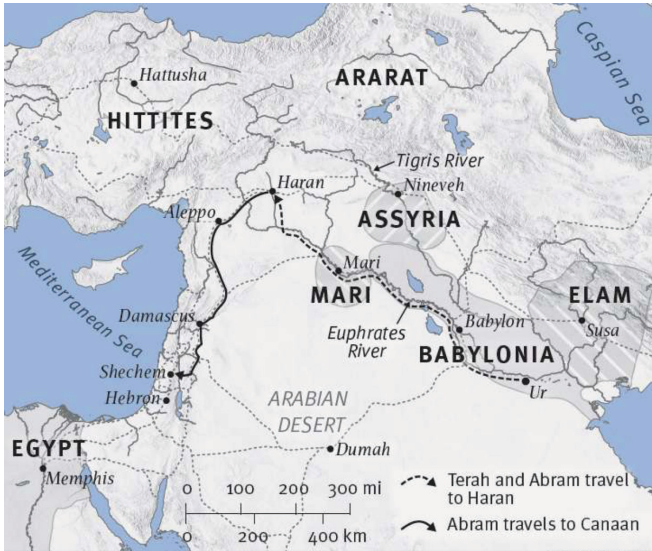 Caspian Sea
Hattusha
ARARAT
HITTITES
Tigris River
Haran
Nineveh
Aleppo
ASSYRIA
Mediterranean Sea
Mari
MARI
ELAM
Damascus
Euphrates
River
Babylon
Susa
BABYLONIA
Shechem
Ur
Hebron
ARABIAN
DESERT
EGYPT
Dumah
Memphis
0 100 200 300 mi
0 200 400 km
Terah and Abram travel
to Haran
Abram travels to Canaan